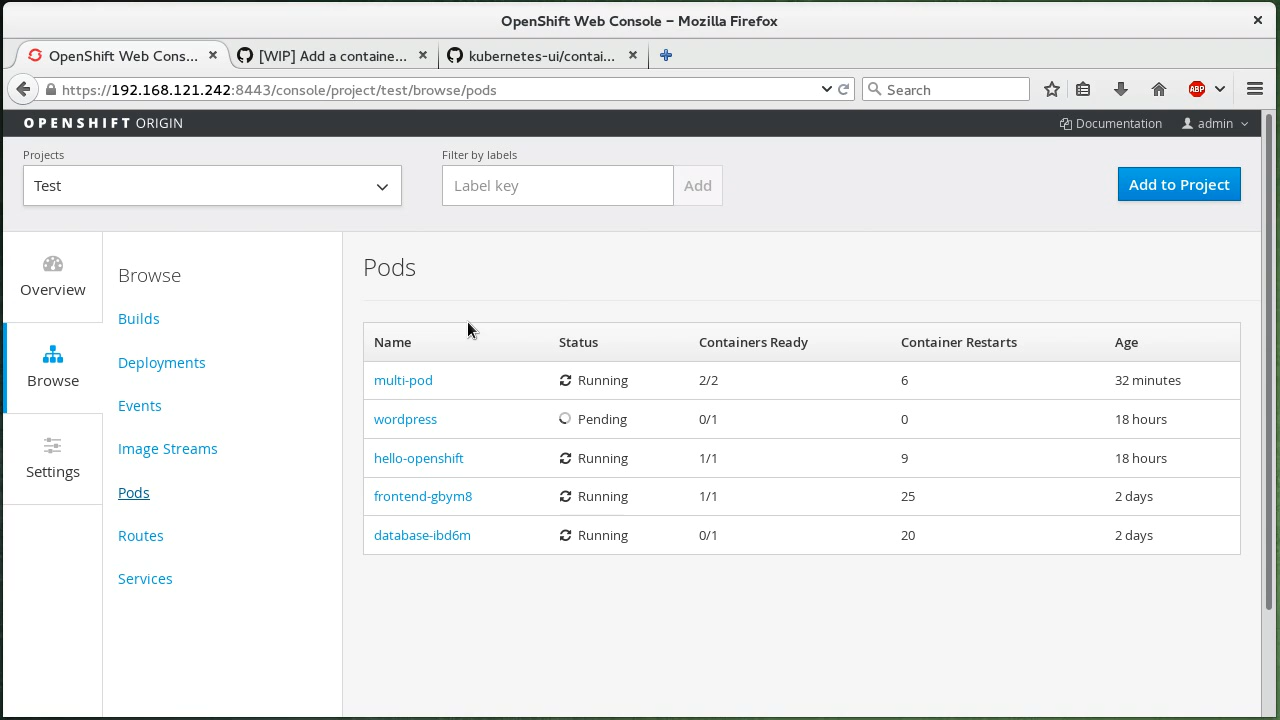 OpenShift Web Console – Mozilla Firefox
OpenShift Web Cons...
[WIP] Add a containe...
kubernetes-ui/contai...
https://192.168.121.242:8443/console/project/test/browse/pods
Search
ABP
OPENSHIFT ORIGIN
Documentation
admin
Projects
Filter by labels
Test
Label key
Add
Add to Project
Overview
Browse
Settings
Browse
Builds
Deployments
Events
Image Streams
Pods
Routes
Services
Pods
Name Status Containers Ready Container Restarts Age
multi-pod Running 2/2 6 32 minutes
wordpress Pending 0/1 0 18 hours
hello-openshift Running 1/1 9 18 hours
frontend-gbym8 Running 1/1 25 2 days
database-ibd6m Running 0/1 20 2 days